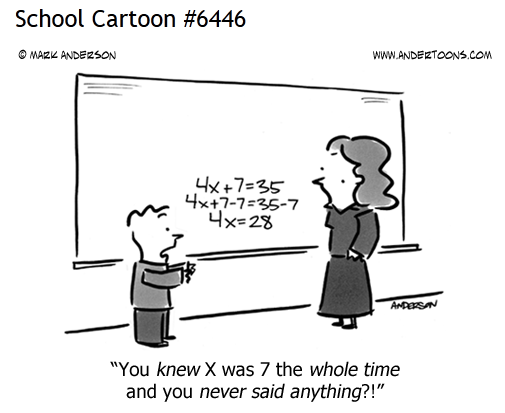 School Cartoon #6446
© MARK ANDERSON
WWW.ANDERTOONS.COM
4x+7=35
4x+7-7=35-7
4x=28
ANDERSON
"You knew X was 7 the whole time
and you never said anything?!"